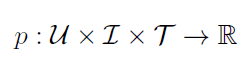 p : 𝒰 × ℐ × 𝒯 → ℝ